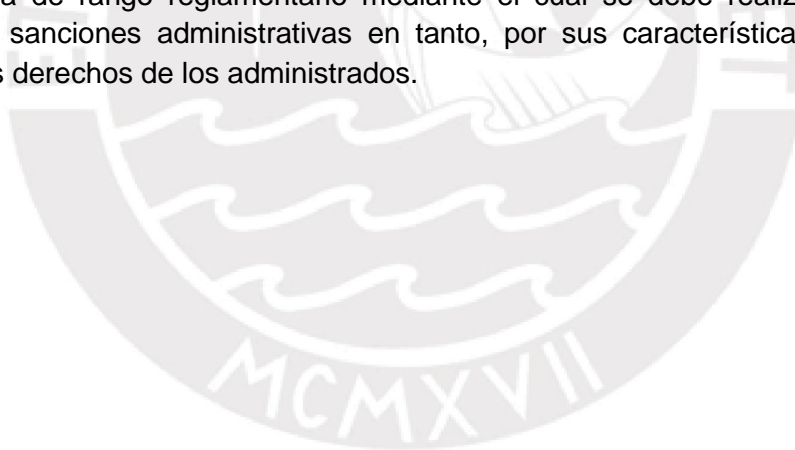 de rango reglamentario mediante el cual se debe realiz
sanciones administrativas en tanto, por sus característica
derechos de los administrados.
MCMXVII